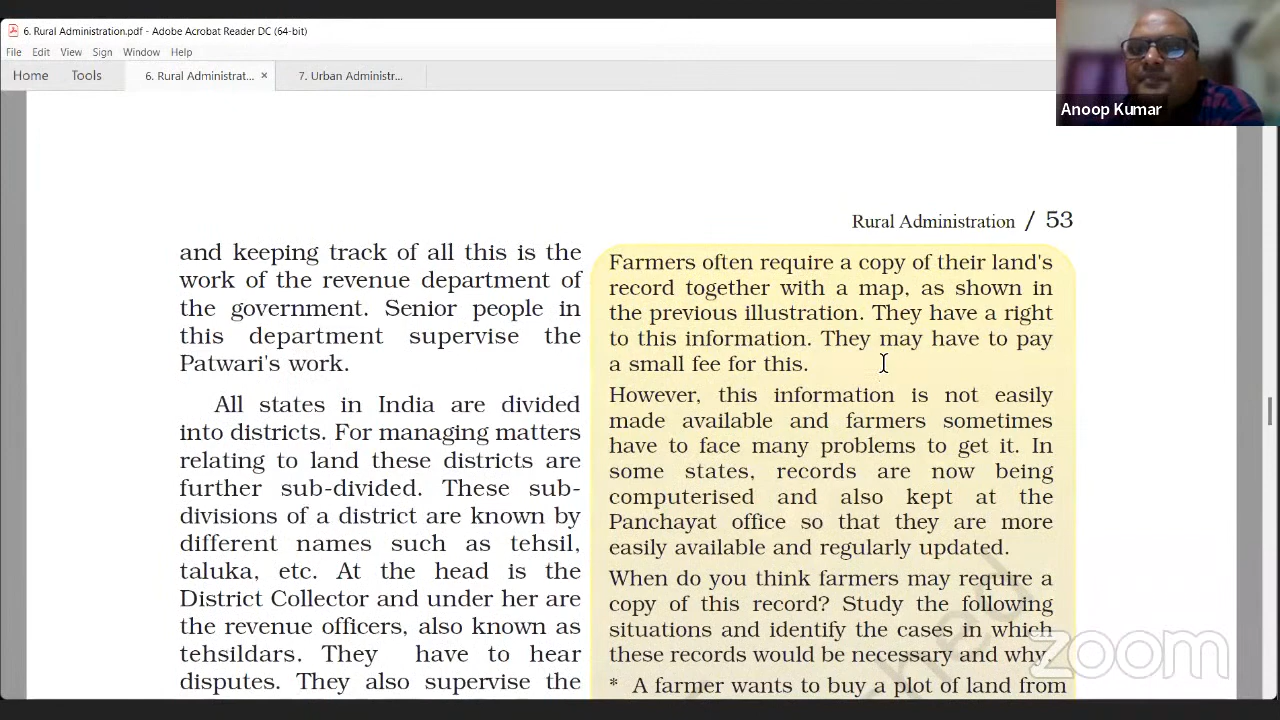 6. Rural Administration.pdf - Adobe Acrobat Reader DC (64-bit)
File Edit View Sign Window Help
Home Tools 6. Rural Administrat... × 7. Urban Administr...
Anoop Kumar
Rural Administration / 53
and keeping track of all this is the
work of the revenue department of
the government. Senior people in
this department supervise the
Patwari's work.
All states in India are divided
into districts. For managing matters
relating to land these districts are
further sub-divided. These sub-
divisions of a district are known by
different names such as tehsil,
taluka, etc. At the head is the
District Collector and under her are
the revenue officers, also known as
tehsildars. They have to hear
disputes. They also supervise the
Farmers often require a copy of their land's
record together with a map, as shown in
the previous illustration. They have a right
to this information. They may have to pay
a small fee for this.
However, this information is not easily
made available and farmers sometimes
have to face many problems to get it. In
some states, records are now being
computerised and also kept at the
Panchayat office so that they are more
easily available and regularly updated.
When do you think farmers may require a
copy of this record? Study the following
situations and identify the cases in which
these records would be necessary and why.
* A farmer wants to buy a plot of land from
zoom